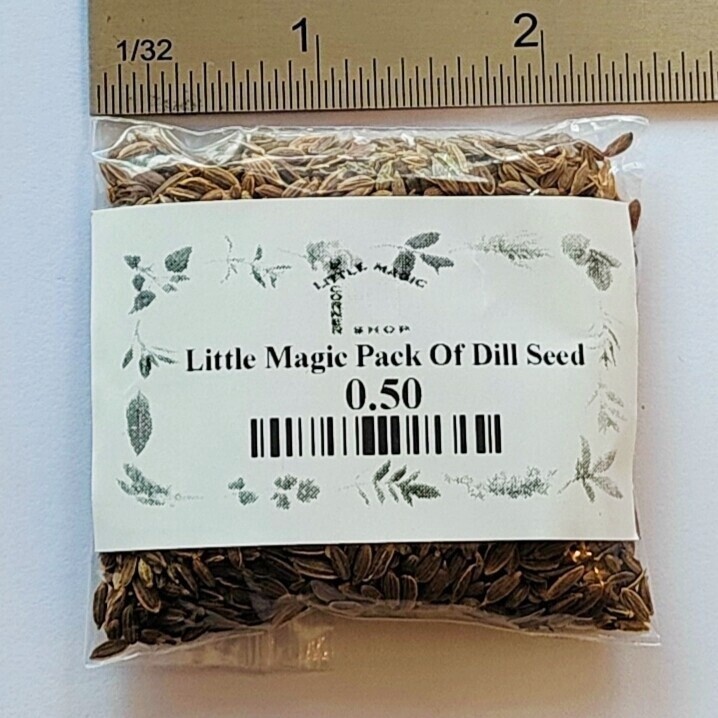 1/32 1 2
LITTLE MAGIC
CORNER
SHOP
Little Magic Pack Of Dill Seed
0.50